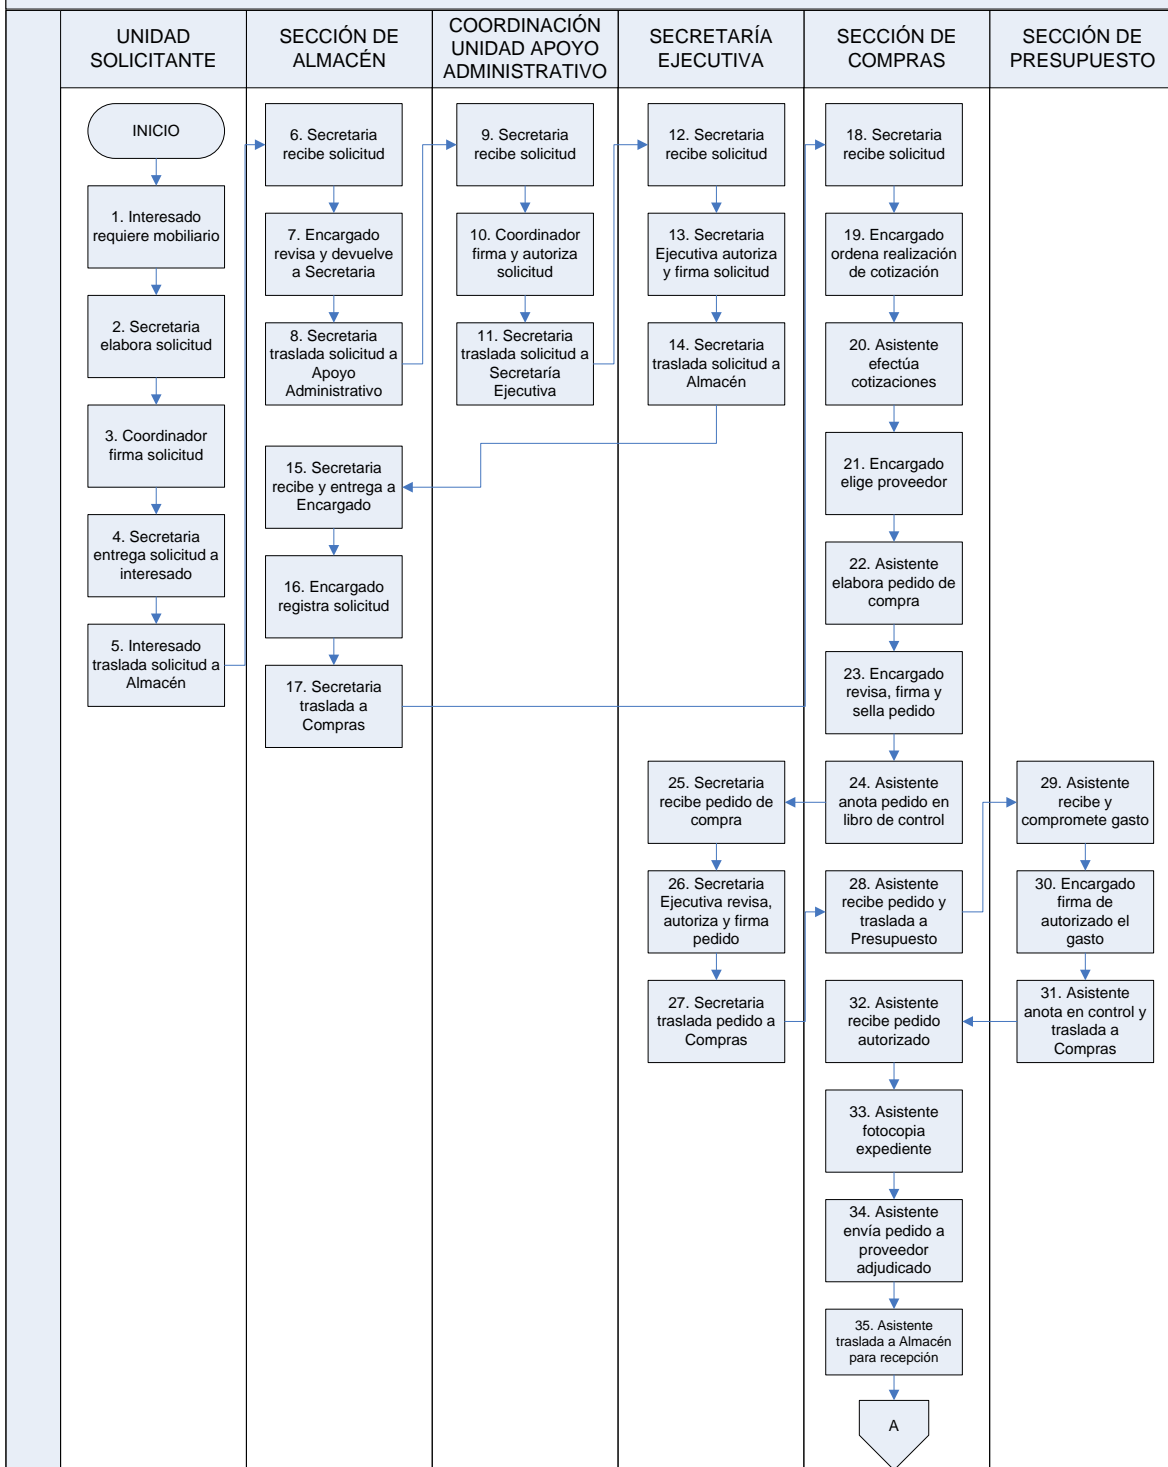 UNIDAD
SOLICITANTE
SECCIÓN DE
ALMACÉN
COORDINACIÓN
UNIDAD APOYO
ADMINISTRATIVO
SECRETARÍA
EJECUTIVA
SECCIÓN DE
COMPRAS
SECCIÓN DE
PRESUPUESTO
INICIO
1. Interesado
requiere mobiliario
2. Secretaria
elabora solicitud
3. Coordinador
firma solicitud
4. Secretaria
entrega solicitud a
interesado
5. Interesado
traslada solicitud a
Almacén
6. Secretaria
recibe solicitud
7. Encargado
revisa y devuelve
a Secretaria
8. Secretaria
traslada solicitud a
Apoyo
Administrativo
9. Secretaria
recibe solicitud
10. Coordinador
firma y autoriza
solicitud
11. Secretaria
traslada solicitud a
Secretaría
Ejecutiva
12. Secretaria
recibe solicitud
13. Secretaria
Ejecutiva autoriza
y firma solicitud
14. Secretaria
traslada solicitud a
Almacén
15. Secretaria
recibe y entrega a
Encargado
16. Encargado
registra solicitud
17. Secretaria
traslada a
Compras
18. Secretaria
recibe solicitud
19. Encargado
ordena realización
de cotización
20. Asistente
efectúa
cotizaciones
21. Encargado
elige proveedor
22. Asistente
elabora pedido de
compra
23. Encargado
revisa, firma y
sella pedido
24. Asistente
anota pedido en
libro de control
25. Secretaria
recibe pedido de
compra
26. Secretaria
Ejecutiva revisa,
autoriza y firma
pedido
27. Secretaria
traslada pedido a
Compras
28. Asistente
recibe pedido y
traslada a
Presupuesto
29. Asistente
recibe y
compromete gasto
30. Encargado
firma de
autorizado el
gasto
31. Asistente
anota en control y
traslada a
Compras
32. Asistente
recibe pedido
autorizado
33. Asistente
fotocopia
expediente
34. Asistente
envía pedido a
proveedor
adjudicado
35. Asistente
traslada a Almacén
para recepción
A